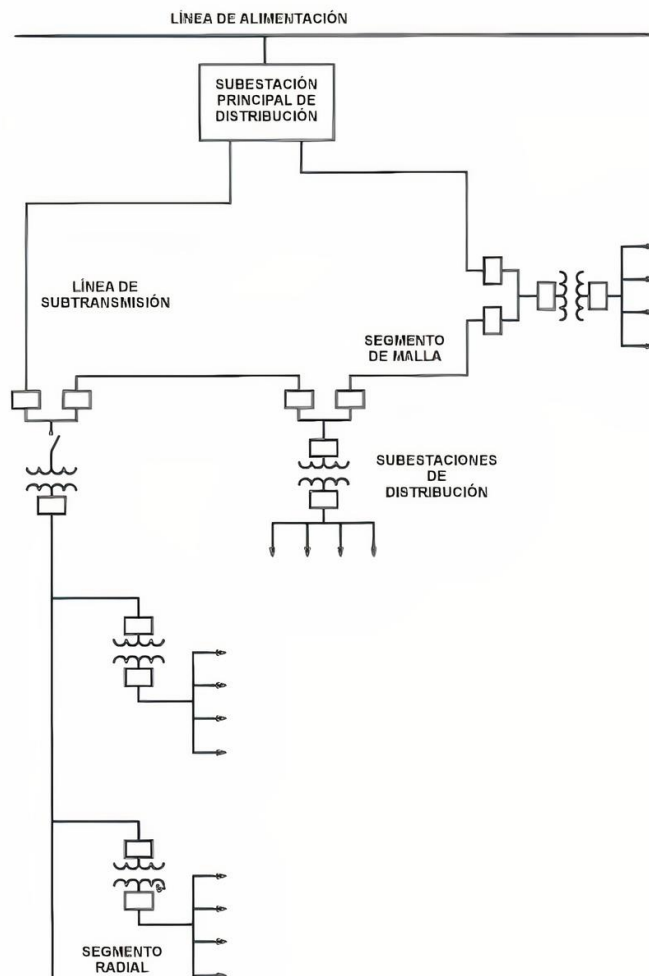 LÍNEA DE ALIMENTACIÓN
SUBESTACIÓN
PRINCIPAL DE
DISTRIBUCIÓN
LÍNEA DE
SUBTRANSMISIÓN
SEGMENTO
DE MALLA
SUBESTACIONES
DE
DISTRIBUCIÓN
SEGMENTO
RADIAL